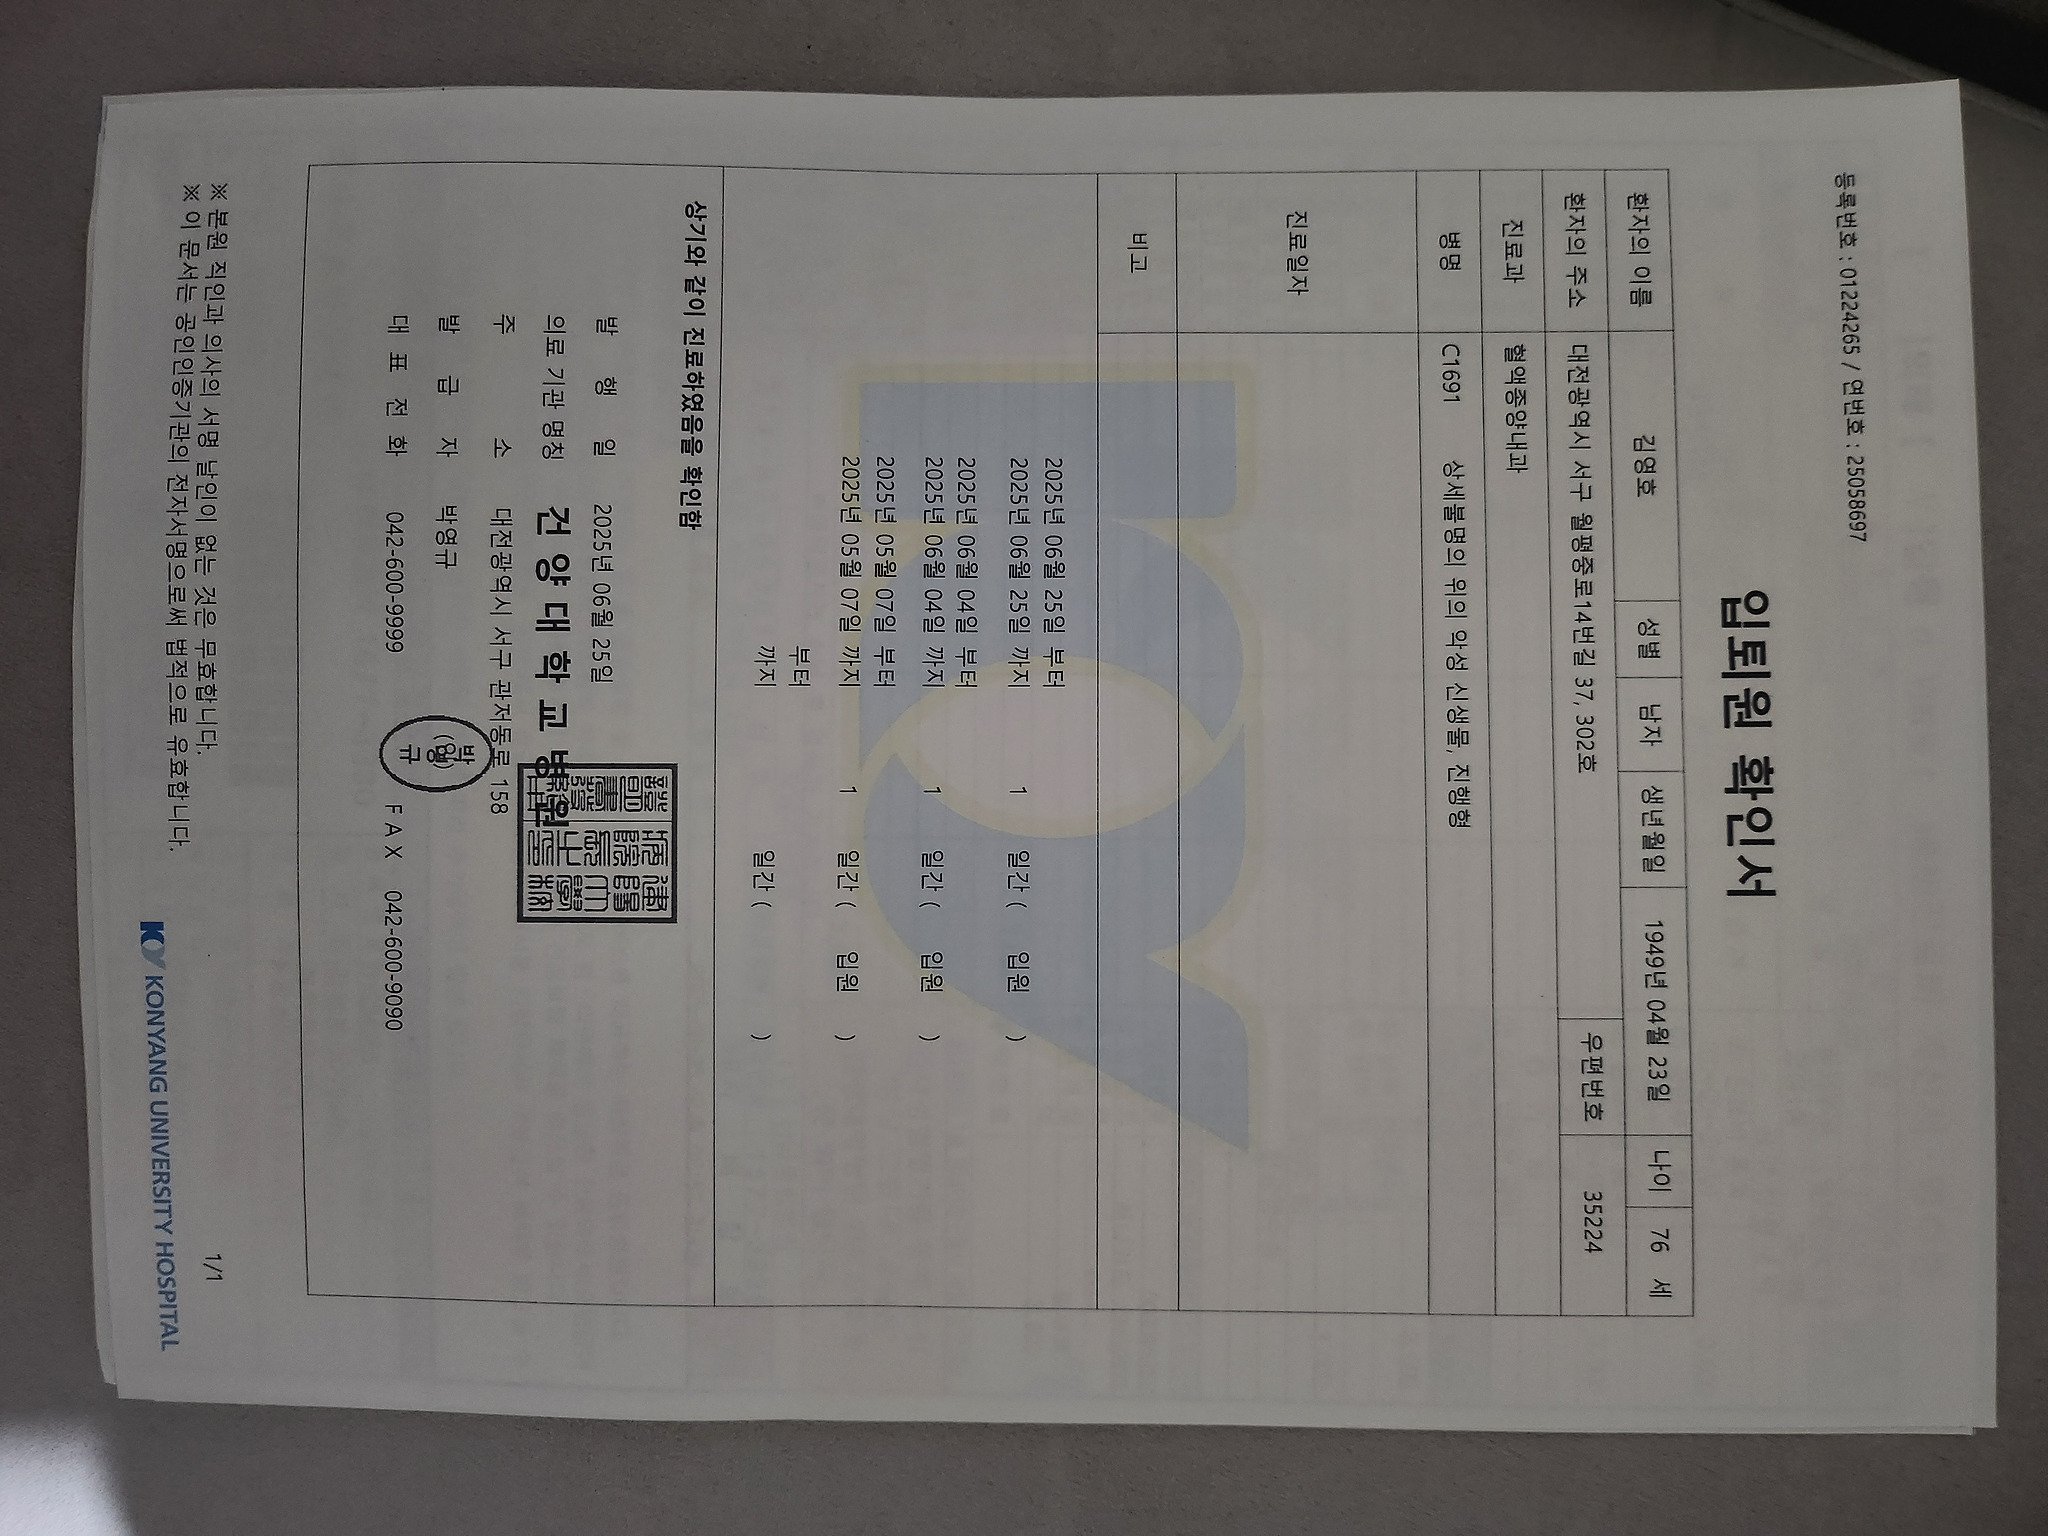 등록번호 : 01224265 / 연번호 : 25058697
입퇴원 확인서
환자의 이름 김영호 성별 남자 생년월일 1949년 04월 23일 나이 76 세
환자의 주소 대전광역시 서구 월평중로14번길 37, 302호 우편번호 35224
진료과 혈액종양내과
병명 C1691 상세불명의 위의 악성 신생물, 진행형
진료일자
비고
2025년 06월 25일 부터
2025년 06월 25일 까지 1 일간 ( 입원 )
2025년 06월 04일 부터
2025년 06월 04일 까지 1 일간 ( 입원 )
2025년 05월 07일 부터
2025년 05월 07일 까지 1 일간 ( 입원 )
부터
까지 일간 ( )
상기와 같이 진료하였음을 확인함
발 행 일 2025년 06월 25일
의료 기관 명칭 건 양 대 학 교 병 원
주 소 대전광역시 서구 관저동로 158
발 급 자 박영규 (인)
박영규
대 표 전 화 042-600-9999 F A X 042-600-9090
※ 본원 직인과 의사의 서명 날인이 없는 것은 무효합니다.
※ 이 문서는 공인인증기관의 전자서명으로써 법적으로 유효합니다.
1/1
KY KONYANG UNIVERSITY HOSPITAL